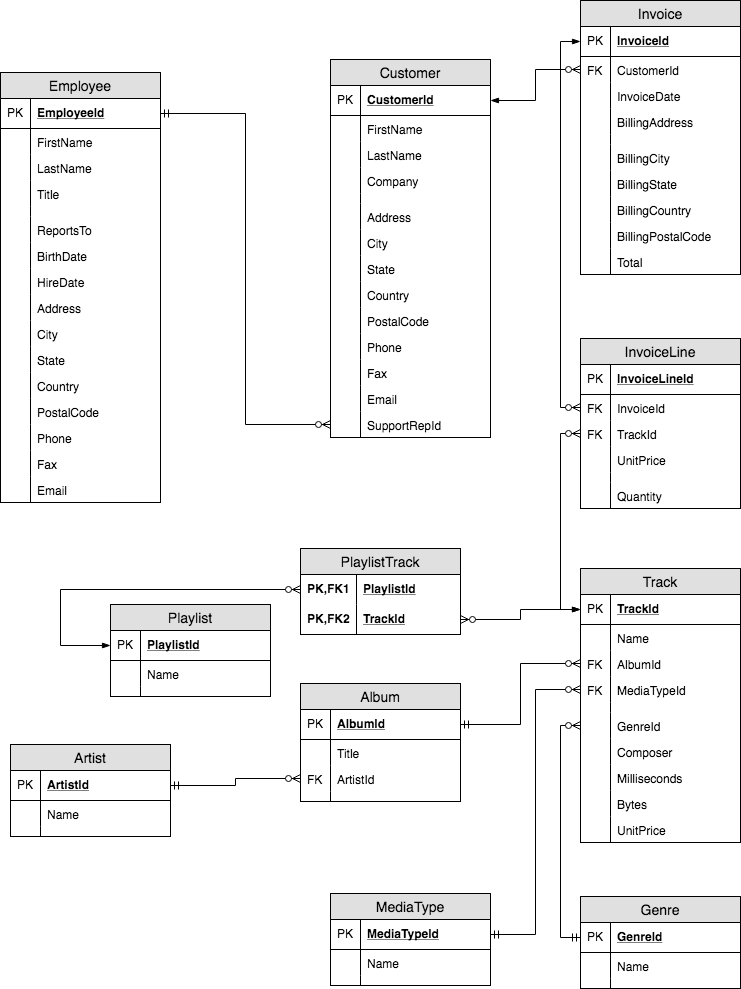 Invoice
PK InvoiceId
FK CustomerId
InvoiceDate
BillingAddress
BillingCity
BillingState
BillingCountry
BillingPostalCode
Total
Customer
PK CustomerId
FirstName
LastName
Company
Address
City
State
Country
PostalCode
Phone
Fax
Email
SupportRepId
Employee
PK EmployeeId
FirstName
LastName
Title
ReportsTo
BirthDate
HireDate
Address
City
State
Country
PostalCode
Phone
Fax
Email
InvoiceLine
PK InvoiceLineId
FK InvoiceId
FK TrackId
UnitPrice
Quantity
PlaylistTrack
PK,FK1 PlaylistId
PK,FK2 TrackId
Playlist
PK PlaylistId
Name
Track
PK TrackId
Name
FK AlbumId
FK MediaTypeId
GenreId
Composer
Milliseconds
Bytes
UnitPrice
Album
PK AlbumId
Title
FK ArtistId
Artist
PK ArtistId
Name
MediaType
PK MediaTypeId
Name
Genre
PK GenreId
Name